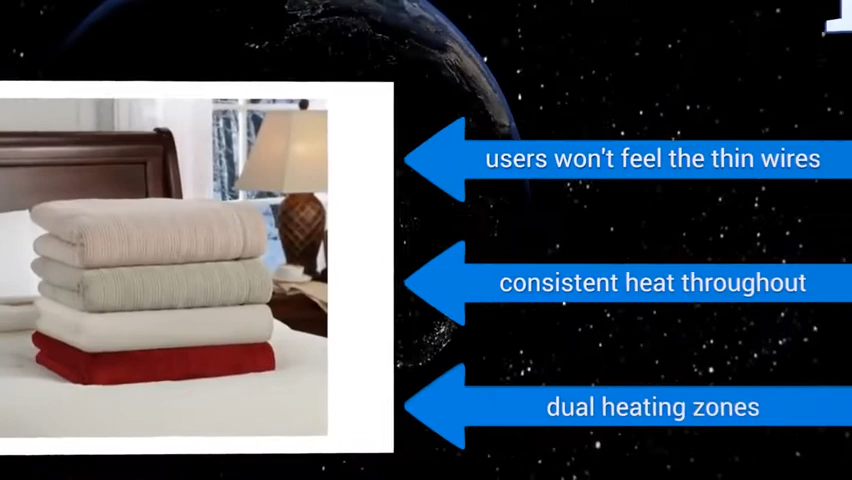 users won't feel the thin wires
consistent heat throughout
dual heating zones